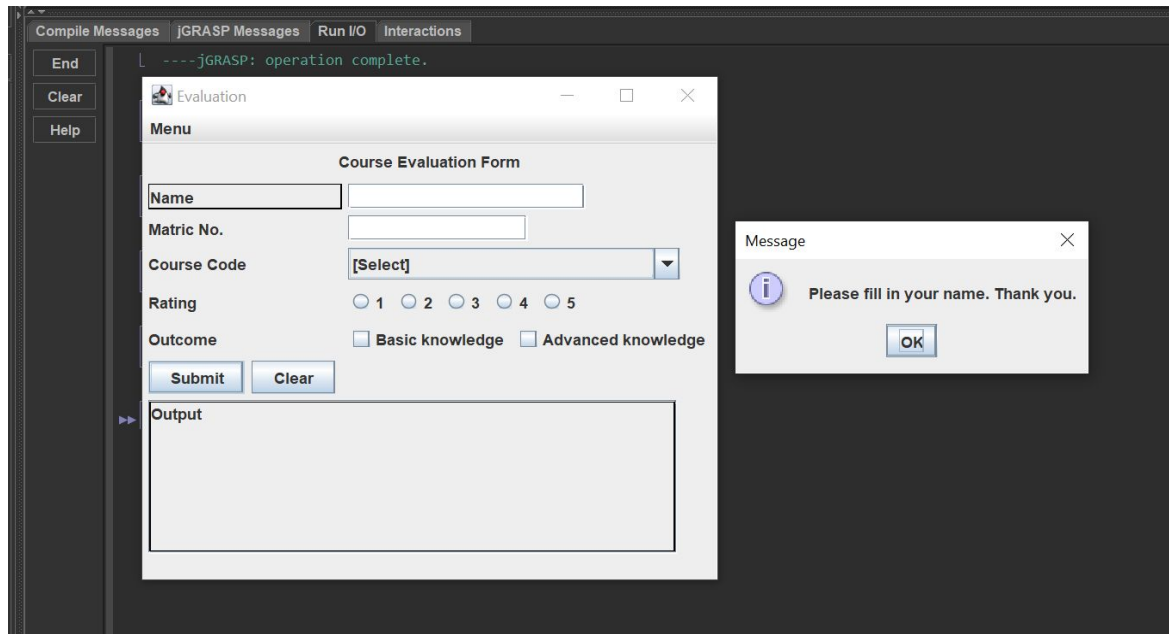 Compile Messages jGRASP Messages Run I/O Interactions
End
Clear
Help
----jGRASP: operation complete.
Evaluation
Menu
Course Evaluation Form
Name
Matric No.
Course Code [Select]
Rating 1 2 3 4 5
Outcome Basic knowledge Advanced knowledge
Submit Clear
Output
Message
Please fill in your name. Thank you.
OK